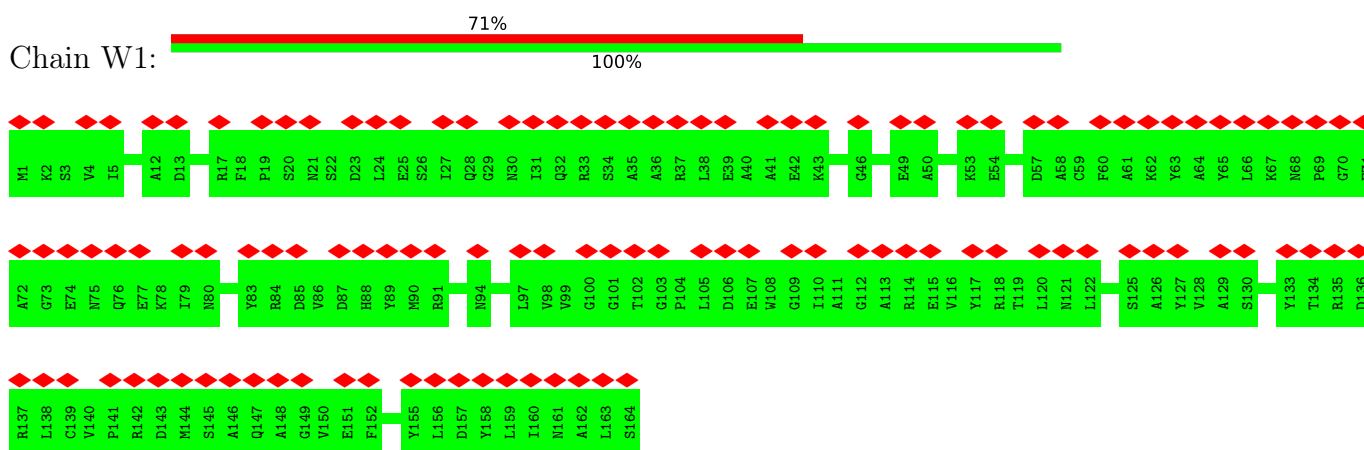 71%
Chain W1:
100%
M1 K2 S3 V4 I5 A12 D13 R17 F18 P19 S20 N21 S22 D23 L24 E25 S26 I27 Q28 G29 N30 I31 Q32 R33 S34 A35 A36 R37 L38 E39 A40 A41 E42 K43 G46 E49 A50 K53 E54 D57 A58 C59 F60 A61 K62 Y63 A64 Y65 L66 K67 N68 P69 G70
A72 G73 E74 N75 Q76 E77 K78 I79 N80 Y83 R84 D85 V86 D87 H88 Y89 M90 R91 N94 L97 V98 V99 G100 G101 T102 G103 P104 L105 D106 E107 W108 G109 I110 A111 G112 A113 R114 E115 V116 Y117 R118 T119 L120 N121 L122 S125 A126 Y127 V128 A129 S130 Y133 T134 R135 D136
R137 L138 C139 V140 P141 R142 D143 M144 S145 A146 Q147 A148 G149 V150 E151 F152 Y155 L156 D157 Y158 L159 I160 N161 A162 L163 S164